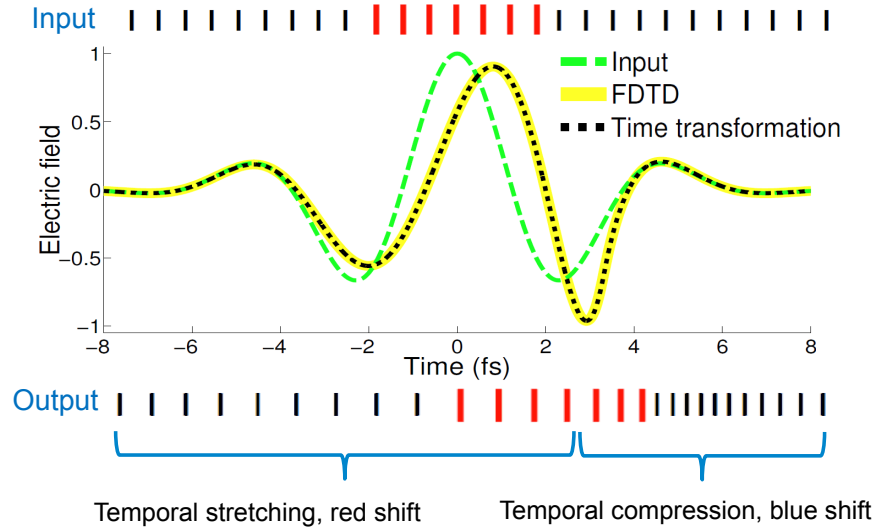 Input
1
0.5
0
−0.5
−1
Electric field
Input
FDTD
Time transformation
−8 −6 −4 −2 0 2 4 6 8
Time (fs)
Output
Temporal stretching, red shift
Temporal compression, blue shift